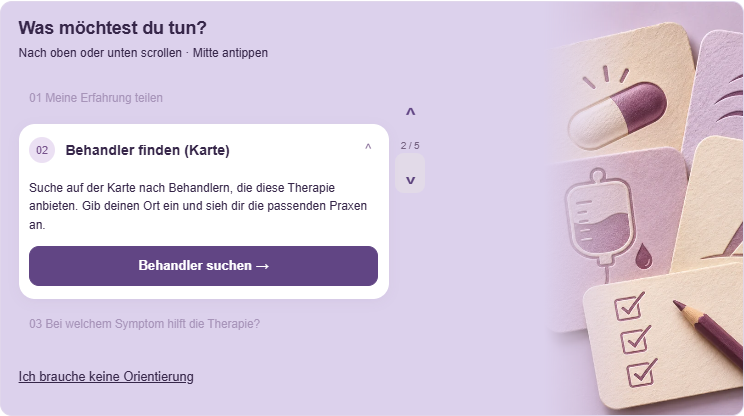 Was möchtest du tun?
Nach oben oder unten scrollen · Mitte antippen
01 Meine Erfahrung teilen
02 Behandler finden (Karte)
2 / 5
Suche auf der Karte nach Behandlern, die diese Therapie
anbieten. Gib deinen Ort ein und sieh dir die passenden Praxen
an.
Behandler suchen →
03 Bei welchem Symptom hilft die Therapie?
Ich brauche keine Orientierung